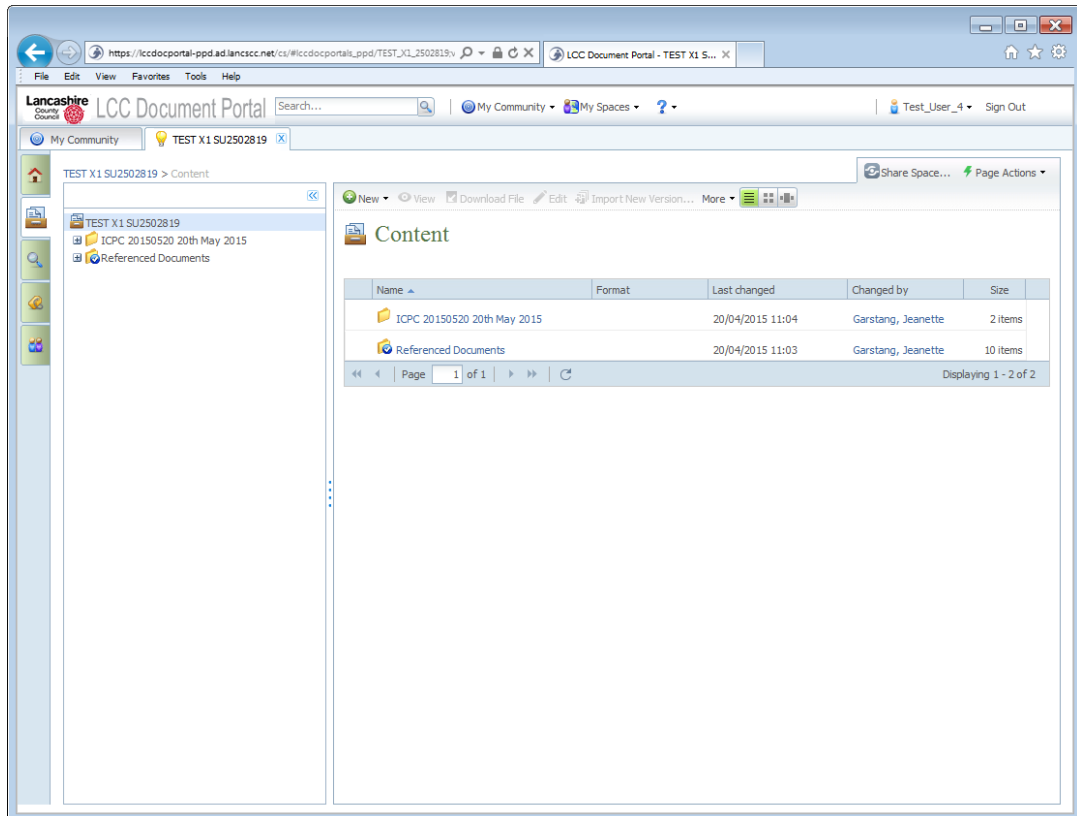 https://lccdocportal-ppd.ad.lancscc.net/cs/#lccdocportals_ppd/TEST_X1_2502819:v
LCC Document Portal - TEST X1 S...
File Edit View Favorites Tools Help
Lancashire County Council
LCC Document Portal Search... My Community My Spaces ? Test_User_4 Sign Out
My Community TEST X1 SU2502819 X
TEST X1 SU2502819 > Content Share Space... Page Actions
New View Download File Edit Import New Version... More
TEST X1 SU2502819
ICPC 20150520 20th May 2015
Referenced Documents
Content
Name Format Last changed Changed by Size
ICPC 20150520 20th May 2015 20/04/2015 11:04 Garstang, Jeanette 2 items
Referenced Documents 20/04/2015 11:03 Garstang, Jeanette 10 items
Page 1 of 1 Displaying 1 - 2 of 2